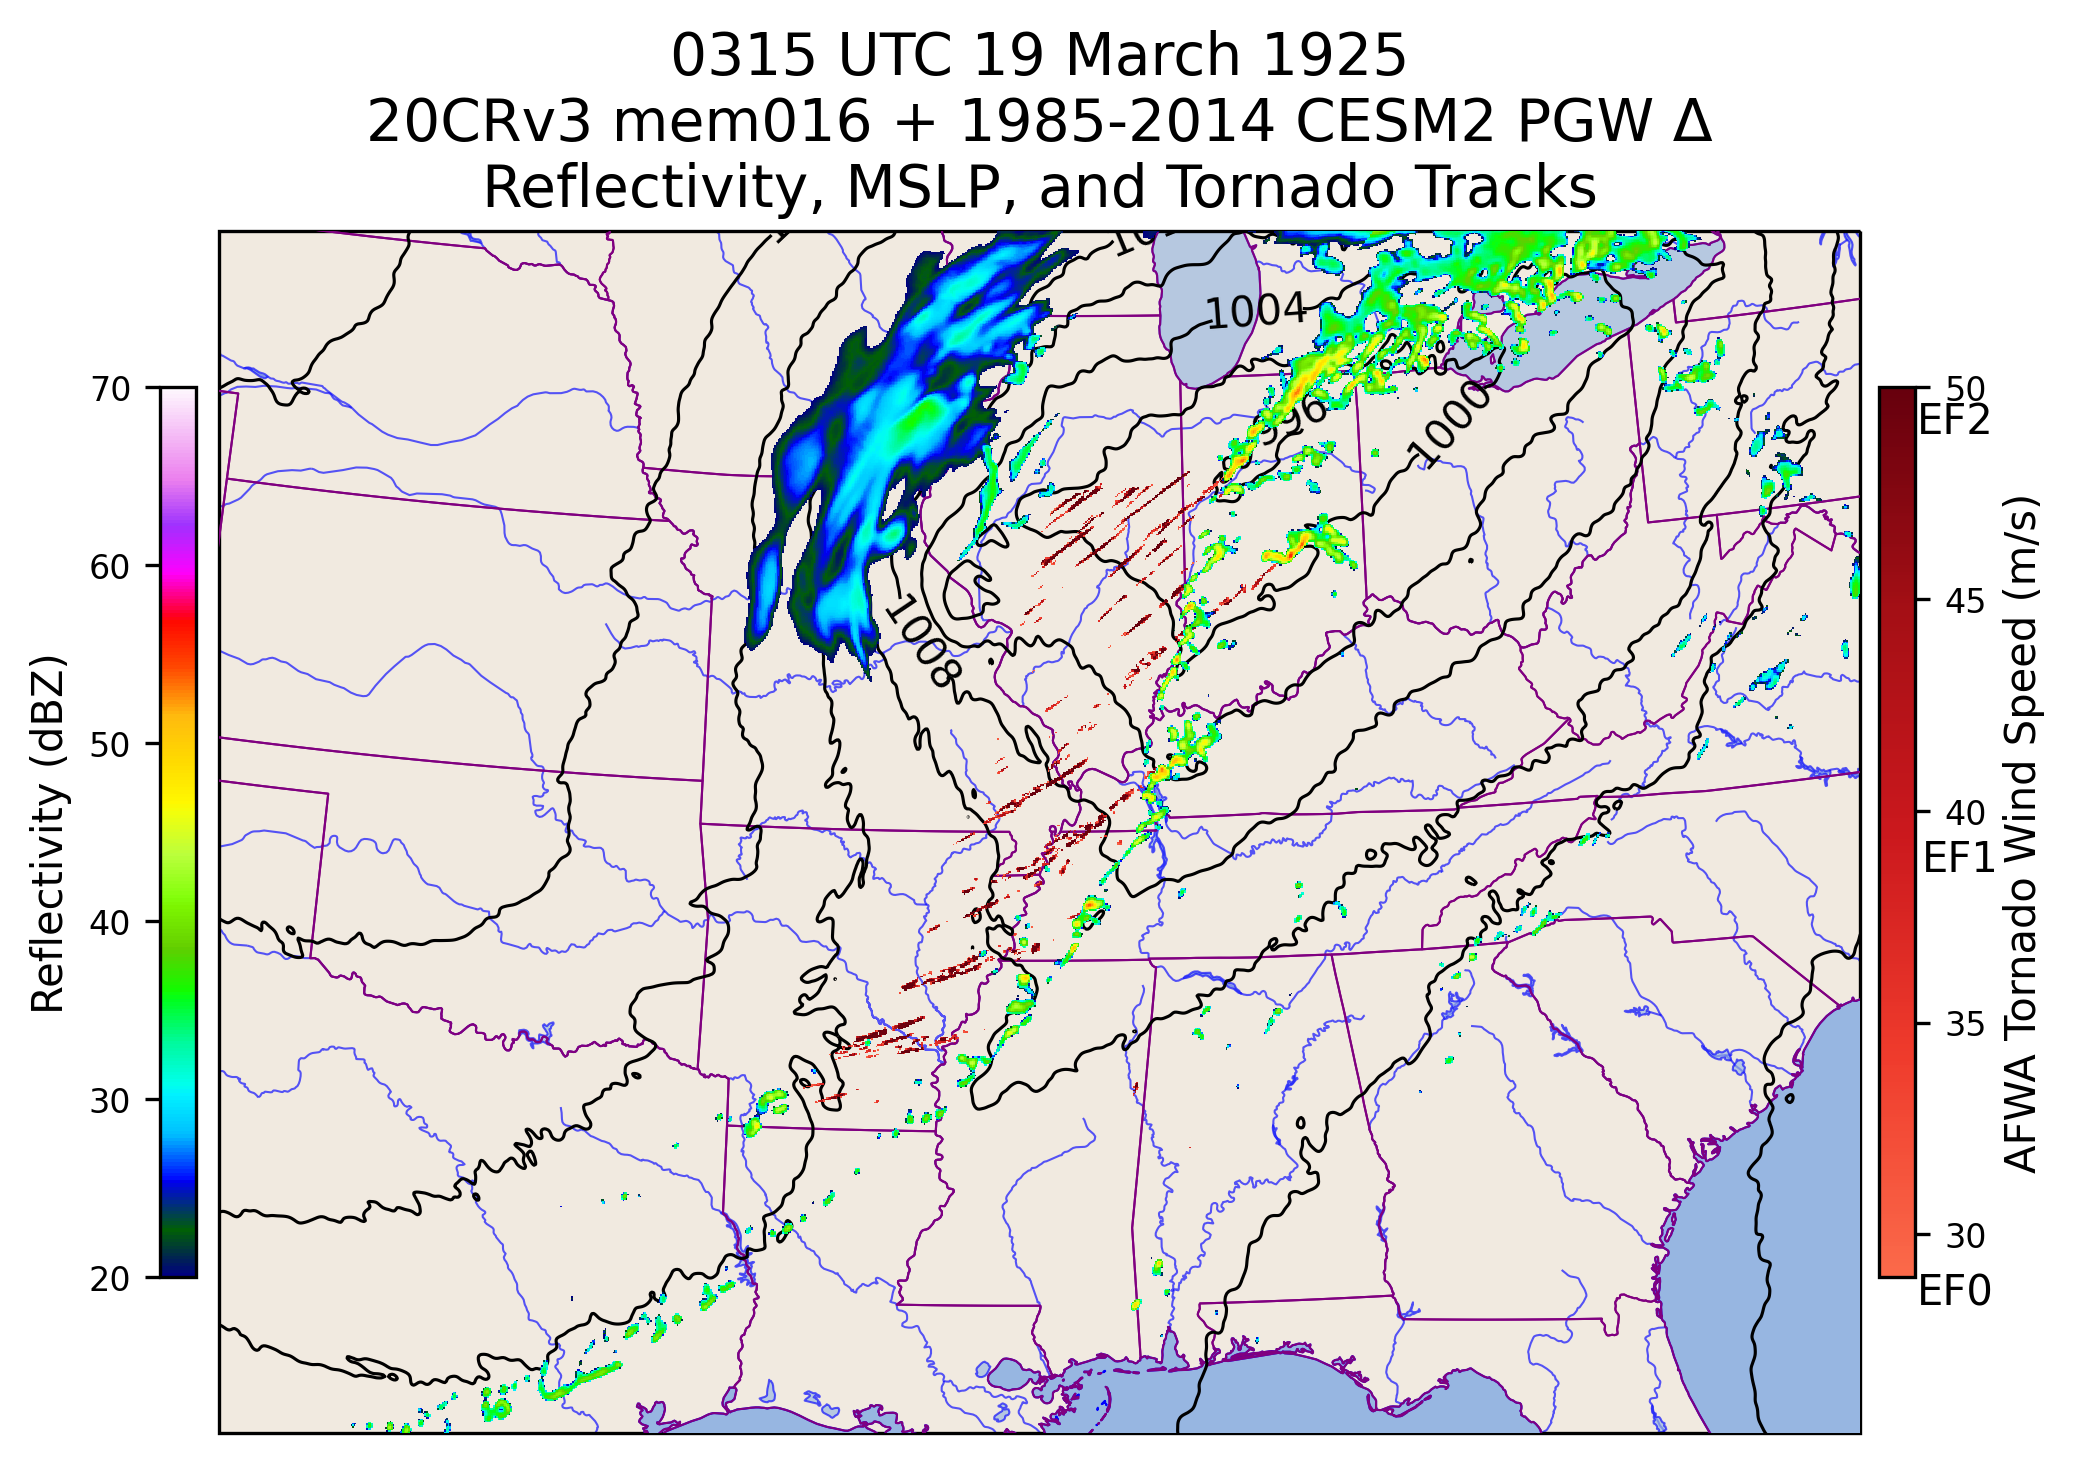 0315 UTC 19 March 1925
20CRv3 mem016 + 1985-2014 CESM2 PGW Δ
Reflectivity, MSLP, and Tornado Tracks
1004
996
1000
1008
70
60
50
40
30
20
Reflectivity (dBZ)
50
EF2
45
40
EF1
35
30
EF0
AFWA Tornado Wind Speed (m/s)